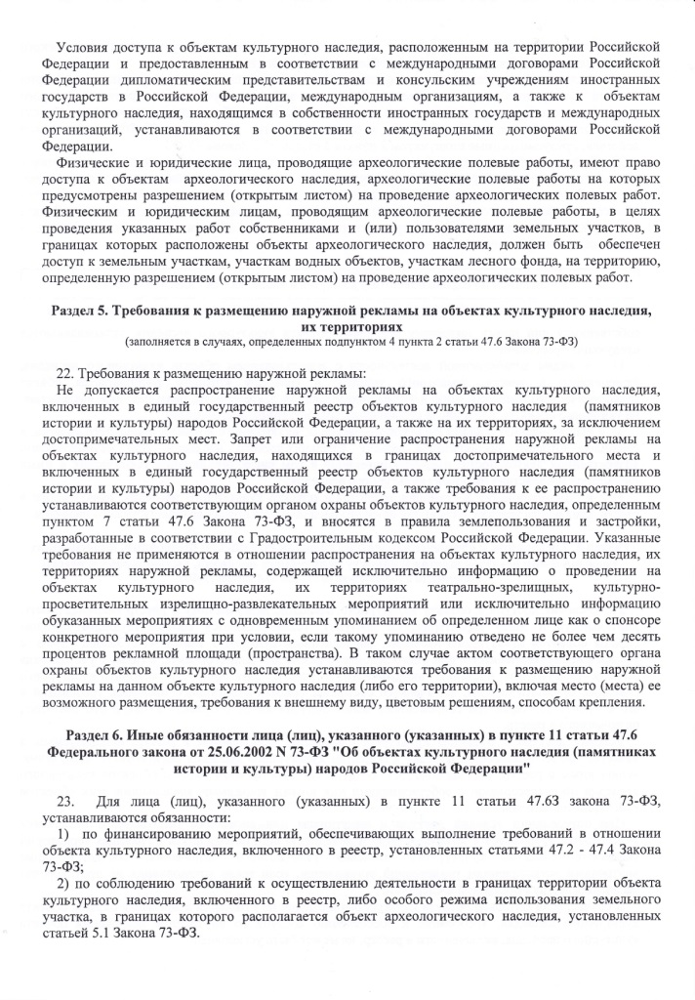 Условия доступа к объектам культурного наследия, расположенным на территории Российской
Федерации и предоставленным в соответствии с международными договорами Российской
Федерации дипломатическим представительствам и консульским учреждениям иностранных
государств в Российской Федерации, международным организациям, а также к объектам
культурного наследия, находящимся в собственности иностранных государств и международных
организаций, устанавливаются в соответствии с международными договорами Российской
Федерации.
Физические и юридические лица, проводящие археологические полевые работы, имеют право
доступа к объектам археологического наследия, археологические полевые работы на которых
предусмотрены разрешением (открытым листом) на проведение археологических полевых работ.
Физическим и юридическим лицам, проводящим археологические полевые работы, в целях
проведения указанных работ собственниками и (или) пользователями земельных участков, в
границах которых расположены объекты археологического наследия, должен быть обеспечен
доступ к земельным участкам, участкам водных объектов, участкам лесного фонда, на территорию,
определенную разрешением (открытым листом) на проведение археологических полевых работ.
Раздел 5. Требования к размещению наружной рекламы на объектах культурного наследия,
их территориях
(заполняется в случаях, определенных подпунктом 4 пункта 2 статьи 47.6 Закона 73-ФЗ)
22. Требования к размещению наружной рекламы:
Не допускается распространение наружной рекламы на объектах культурного наследия,
включенных в единый государственный реестр объектов культурного наследия (памятников
истории и культуры) народов Российской Федерации, а также на их территориях, за исключением
достопримечательных мест. Запрет или ограничение распространения наружной рекламы на
объектах культурного наследия, находящихся в границах достопримечательного места и
включенных в единый государственный реестр объектов культурного наследия (памятников
истории и культуры) народов Российской Федерации, а также требования к ее распространению
устанавливаются соответствующим органом охраны объектов культурного наследия, определенным
пунктом 7 статьи 47.6 Закона 73-ФЗ, и вносятся в правила землепользования и застройки,
разработанные в соответствии с Градостроительным кодексом Российской Федерации. Указанные
требования не применяются в отношении распространения на объектах культурного наследия, их
территориях наружной рекламы, содержащей исключительно информацию о проведении на
объектах культурного наследия, их территориях театрально-зрелищных, культурно-
просветительных изрелищно-развлекательных мероприятий или исключительно информацию
обуказанных мероприятиях с одновременным упоминанием об определенном лице как о спонсоре
конкретного мероприятия при условии, если такому упоминанию отведено не более чем десять
процентов рекламной площади (пространства). В таком случае актом соответствующего органа
охраны объектов культурного наследия устанавливаются требования к размещению наружной
рекламы на данном объекте культурного наследия (либо его территории), включая место (места) ее
возможного размещения, требования к внешнему виду, цветовым решениям, способам крепления.
Раздел 6. Иные обязанности лица (лиц), указанного (указанных) в пункте 11 статьи 47.6
Федерального закона от 25.06.2002 N 73-ФЗ "Об объектах культурного наследия (памятниках
истории и культуры) народов Российской Федерации"
23. Для лица (лиц), указанного (указанных) в пункте 11 статьи 47.6З закона 73-ФЗ,
устанавливаются обязанности:
1) по финансированию мероприятий, обеспечивающих выполнение требований в отношении
объекта культурного наследия, включенного в реестр, установленных статьями 47.2 - 47.4 Закона
73-ФЗ;
2) по соблюдению требований к осуществлению деятельности в границах территории объекта
культурного наследия, включенного в реестр, либо особого режима использования земельного
участка, в границах которого располагается объект археологического наследия, установленных
статьей 5.1 Закона 73-ФЗ.